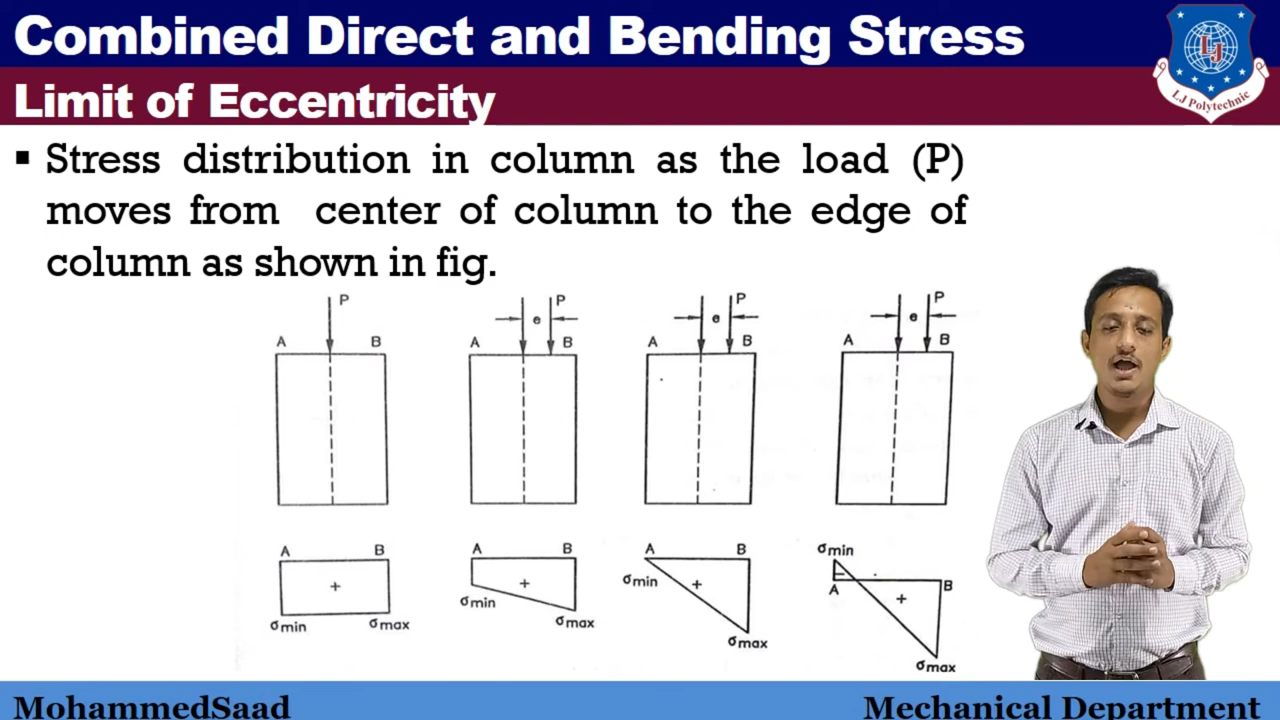 Combined Direct and Bending Stress
Limit of Eccentricity
LJ
L.J Polytechnic
▪ Stress distribution in column as the load (P)
moves from center of column to the edge of
column as shown in fig.
P
A B
e P
A B
e P
A B
e P
A B
A B
+
σmin σmax
A B
+
σmin
σmax
A B
σmin +
σmax
σmin
–
A B
+
σmax
MohammedSaad Mechanical Department